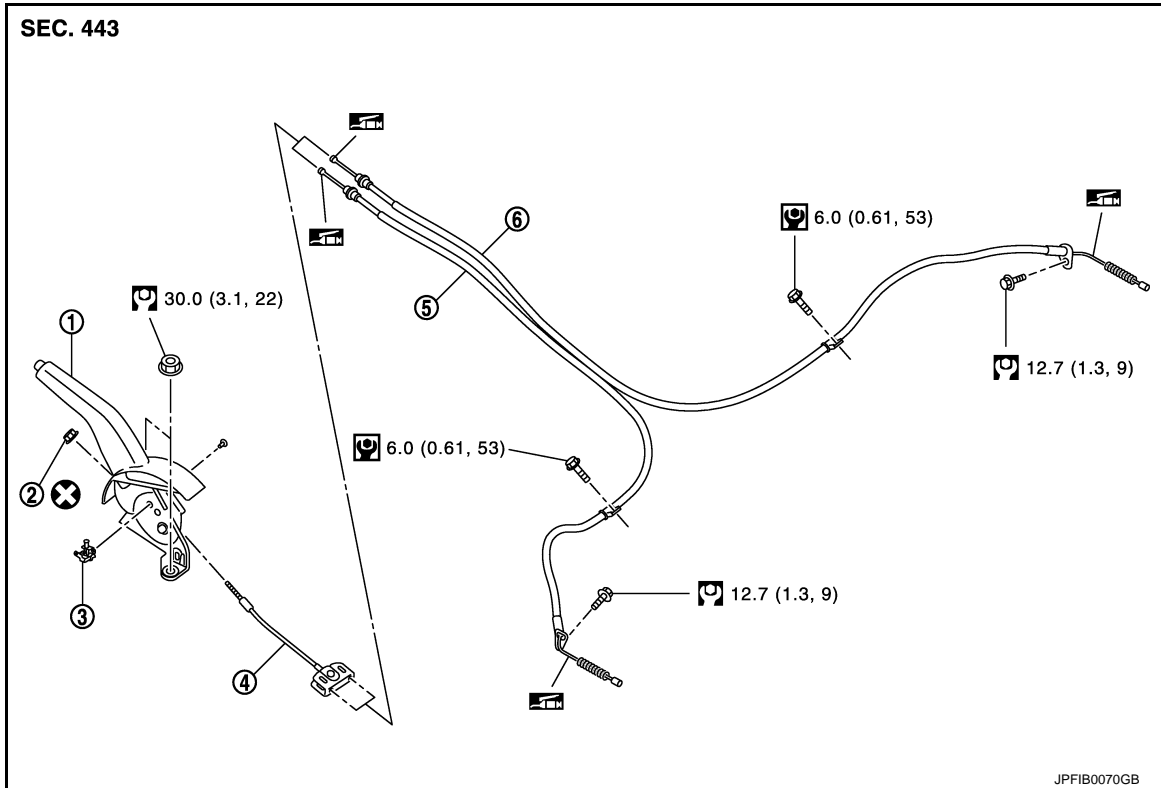 SEC. 443
6
6.0 (0.61, 53)
5
30.0 (3.1, 22)
1
12.7 (1.3, 9)
6.0 (0.61, 53)
2
3
12.7 (1.3, 9)
4
JPFIB0070GB